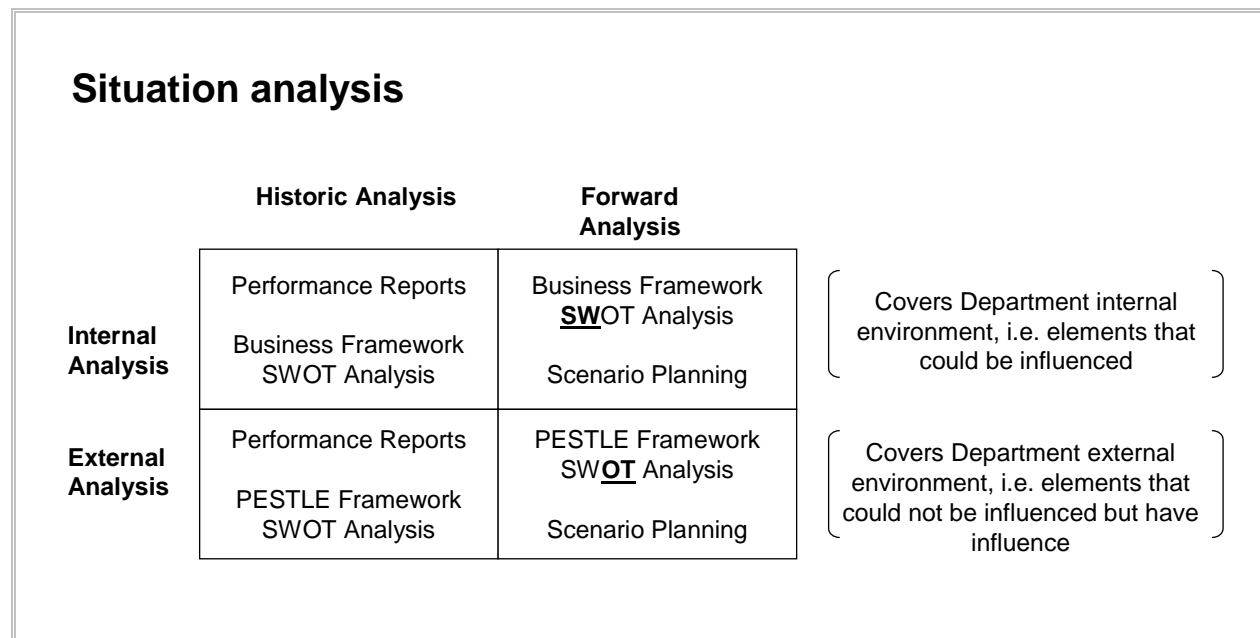 Situation analysis
Historic Analysis
Forward
Analysis
Internal
Analysis
Performance Reports
Business Framework
SWOT Analysis
Business Framework
SWOT Analysis
Scenario Planning
Covers Department internal
environment, i.e. elements that
could be influenced
External
Analysis
Performance Reports
PESTLE Framework
SWOT Analysis
PESTLE Framework
SWOT Analysis
Scenario Planning
Covers Department external
environment, i.e. elements that
could not be influenced but have
influence